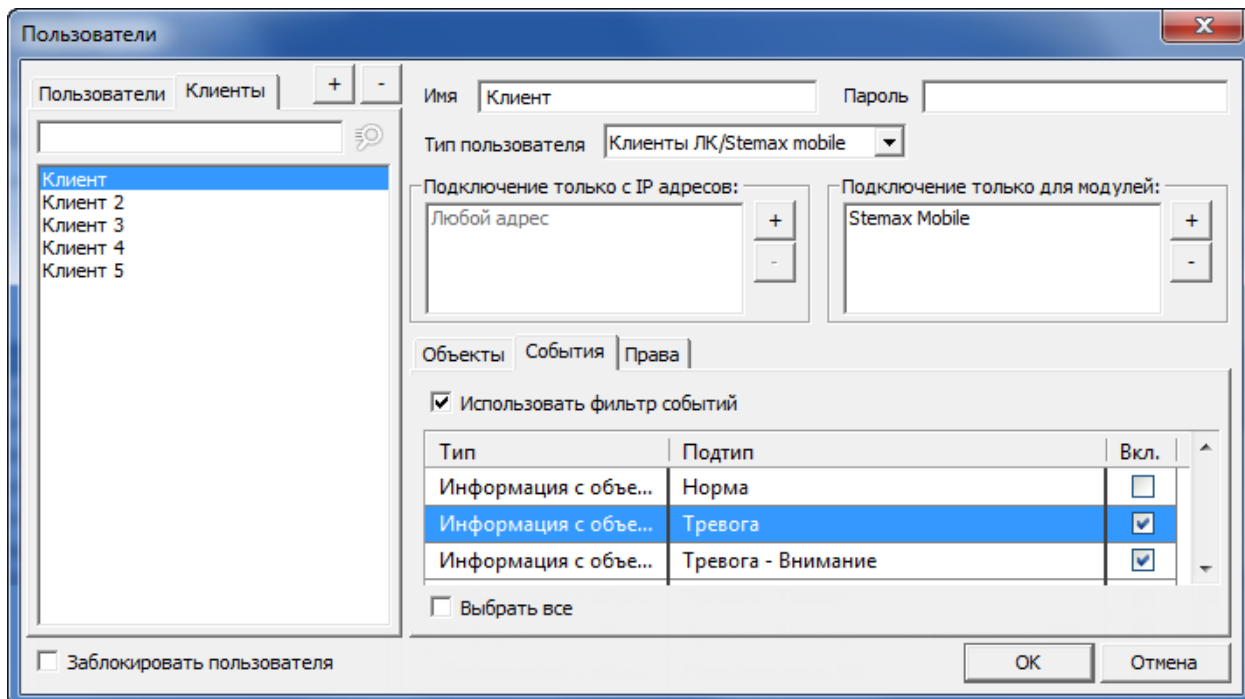 Пользователи
Пользователи Клиенты + -
Клиент
Клиент 2
Клиент 3
Клиент 4
Клиент 5
Заблокировать пользователя
Имя Клиент Пароль
Тип пользователя Клиенты ЛК/Stemax mobile
Подключение только с IP адресов:
Любой адрес
+
-
Подключение только для модулей:
Stemax Mobile
+
-
Объекты События Права
Использовать фильтр событий
Тип Подтип Вкл.
Информация с объе... Норма
Информация с объе... Тревога
Информация с объе... Тревога - Внимание
Выбрать все
OK Отмена